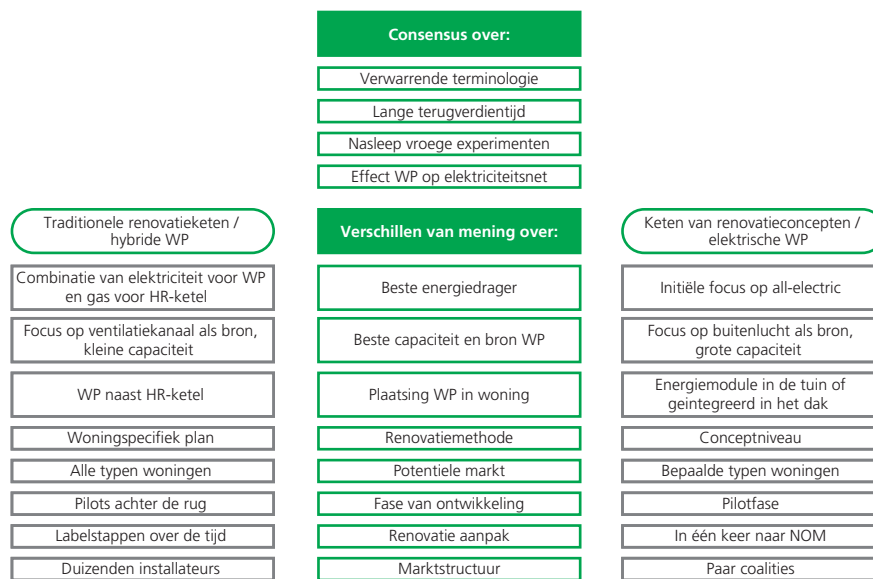 Consensus over:
Verwarrende terminologie
Lange terugverdientijd
Nasleep vroege experimenten
Effect WP op elektriciteitsnet
Traditionele renovatieketen /
hybride WP
Verschillen van mening over:
Keten van renovatieconcepten /
elektrische WP
Combinatie van elektriciteit voor WP
en gas voor HR-ketel
Beste energiedrager
Initiële focus op all-electric
Focus op ventilatiekanaal als bron,
kleine capaciteit
Beste capaciteit en bron WP
Focus op buitenlucht als bron,
grote capaciteit
WP naast HR-ketel
Plaatsing WP in woning
Energiemodule in de tuin of
geintegreerd in het dak
Woningspecifiek plan
Renovatiemethode
Conceptniveau
Alle typen woningen
Potentiele markt
Bepaalde typen woningen
Pilots achter de rug
Fase van ontwikkeling
Pilotfase
Labelstappen over de tijd
Renovatie aanpak
In één keer naar NOM
Duizenden installateurs
Marktstructuur
Paar coalities